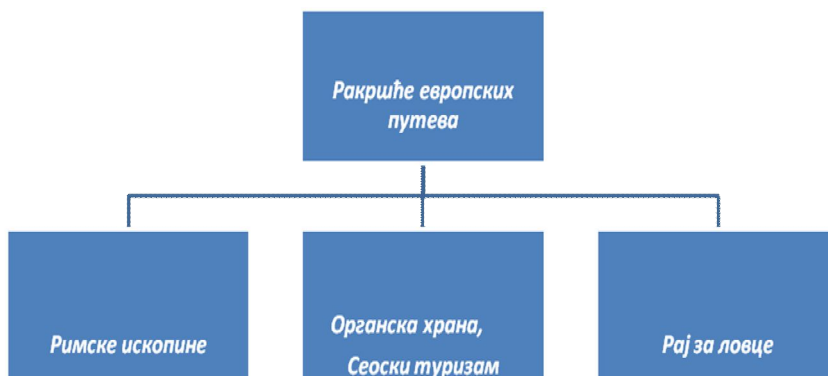 Ракршће европских
путева
Римске ископине
Органска храна,
Сеоски туризам
Рај за ловце